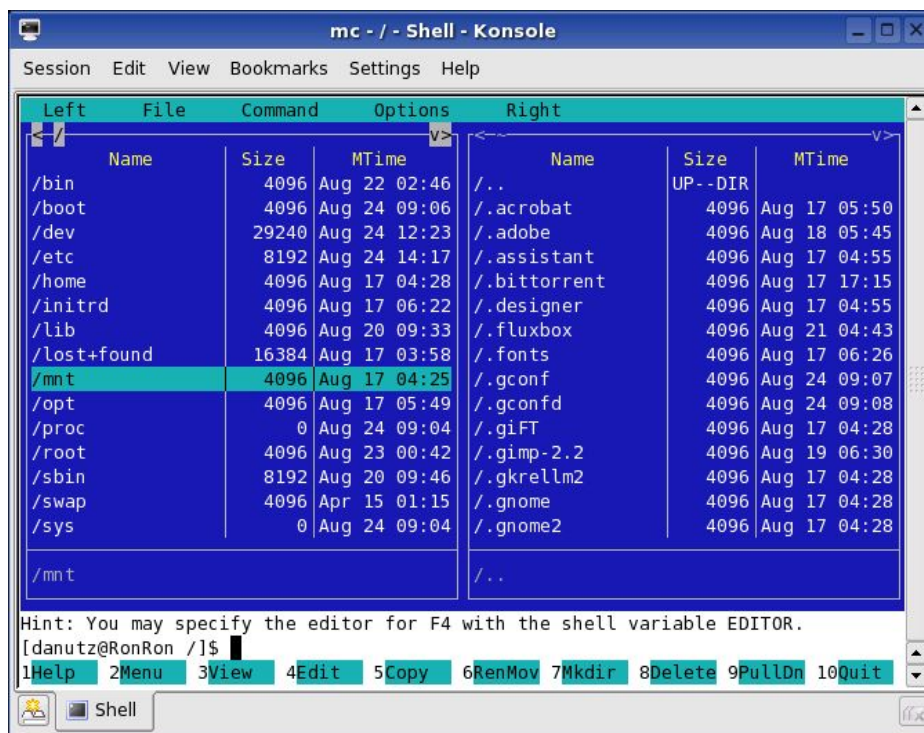 mc - / - Shell - Konsole
Session Edit View Bookmarks Settings Help
Left File Command Options Right
</ v> <~ v>
Name Size MTime Name Size MTime
/bin 4096 Aug 22 02:46 /.. UP--DIR
/boot 4096 Aug 24 09:06 /.acrobat 4096 Aug 17 05:50
/dev 29240 Aug 24 12:23 /.adobe 4096 Aug 18 05:45
/etc 8192 Aug 24 14:17 /.assistant 4096 Aug 17 04:55
/home 4096 Aug 17 04:28 /.bittorrent 4096 Aug 17 17:15
/initrd 4096 Aug 17 06:22 /.designer 4096 Aug 17 04:55
/lib 4096 Aug 20 09:33 /.fluxbox 4096 Aug 21 04:43
/lost+found 16384 Aug 17 03:58 /.fonts 4096 Aug 17 06:26
/mnt 4096 Aug 17 04:25 /.gconf 4096 Aug 24 09:07
/opt 4096 Aug 17 05:49 /.gconfd 4096 Aug 24 09:08
/proc 0 Aug 24 09:04 /.giFT 4096 Aug 17 04:28
/root 4096 Aug 23 00:42 /.gimp-2.2 4096 Aug 19 06:30
/sbin 8192 Aug 20 09:46 /.gkrellm2 4096 Aug 17 04:28
/swap 4096 Apr 15 01:15 /.gnome 4096 Aug 17 04:28
/sys 0 Aug 24 09:04 /.gnome2 4096 Aug 17 04:28
/mnt /..
Hint: You may specify the editor for F4 with the shell variable EDITOR.
[danutz@RonRon /]$
1Help 2Menu 3View 4Edit 5Copy 6RenMov 7Mkdir 8Delete 9PullDn 10Quit
Shell